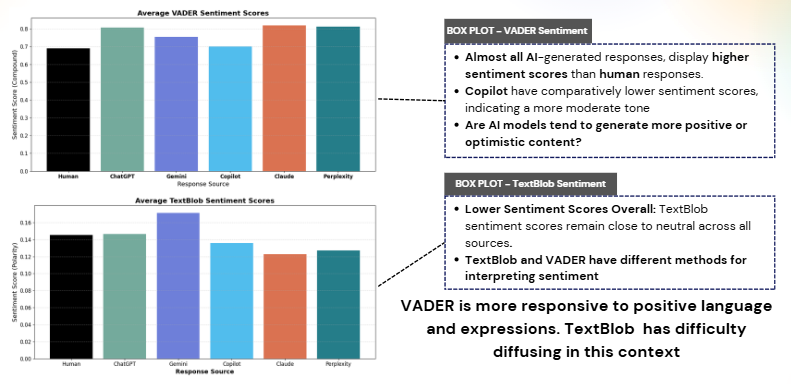 Average VADER Sentiment Scores
Sentiment Score (Compound)
0.8
0.7
0.6
0.5
0.4
0.3
0.2
0.1
0.0
Human ChatGPT Gemini Copilot Claude Perplexity
Response Source
BOX PLOT – VADER Sentiment
• Almost all AI-generated responses, display higher
sentiment scores than human responses.
• Copilot have comparatively lower sentiment scores,
indicating a more moderate tone
• Are AI models tend to generate more positive or
optimistic content?
Average TextBlob Sentiment Scores
Sentiment Score (Polarity)
0.16
0.14
0.12
0.10
0.08
0.06
0.04
0.02
0.00
Human ChatGPT Gemini Copilot Claude Perplexity
Response Source
BOX PLOT – TextBlob Sentiment
• Lower Sentiment Scores Overall: TextBlob
sentiment scores remain close to neutral across all
sources.
• TextBlob and VADER have different methods for
interpreting sentiment
VADER is more responsive to positive language
and expressions. TextBlob has difficulty
diffusing in this context